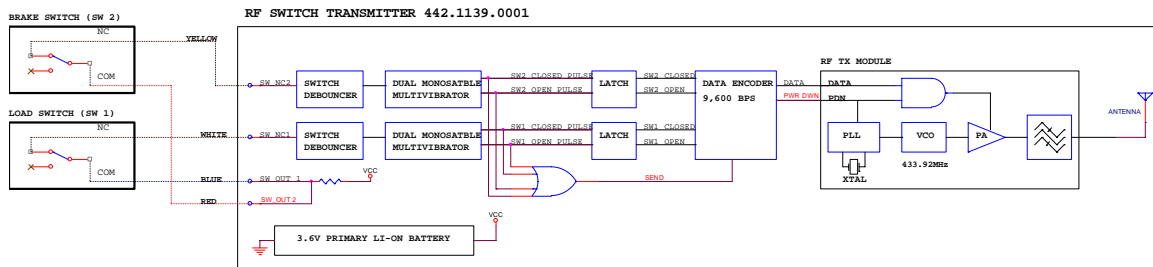 RF SWITCH TRANSMITTER 442.1139.0001
BRAKE SWITCH (SW 2)
NC
COM
YELLOW
LOAD SWITCH (SW 1)
NC
COM
WHITE
BLUE
RED
SW_NC2
SWITCH
DEBOUNCER
DUAL MONOSATBLE
MULTIVIBRATOR
SW2 CLOSED PULSE
SW2 OPEN PULSE
LATCH
SW2 CLOSED
SW2 OPEN
DATA ENCODER
9,600 BPS
DATA
PWR DWN
SW_NC1
SWITCH
DEBOUNCER
DUAL MONOSATBLE
MULTIVIBRATOR
SW1 CLOSED PULSE
SW1 OPEN PULSE
LATCH
SW1 CLOSED
SW1 OPEN
SW_OUT 1
VCC
SW_OUT 2
SEND
VCC
3.6V PRIMARY LI-ON BATTERY
RF TX MODULE
DATA
PDN
PLL
VCO
PA
XTAL
433.92MHz
ANTENNA